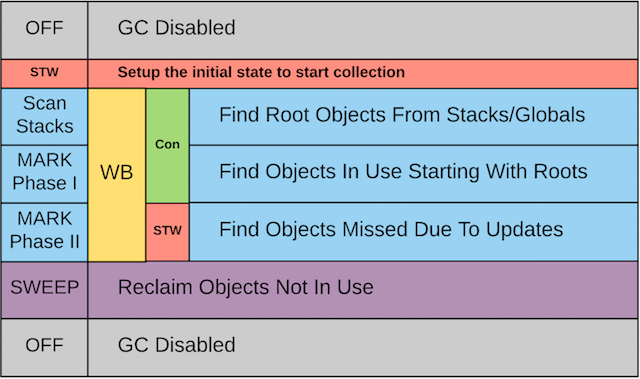 OFF GC Disabled
STW Setup the initial state to start collection
Scan
Stacks
Find Root Objects From Stacks/Globals
Con
MARK
Phase I
WB
Find Objects In Use Starting With Roots
MARK
Phase II
STW
Find Objects Missed Due To Updates
SWEEP Reclaim Objects Not In Use
OFF GC Disabled